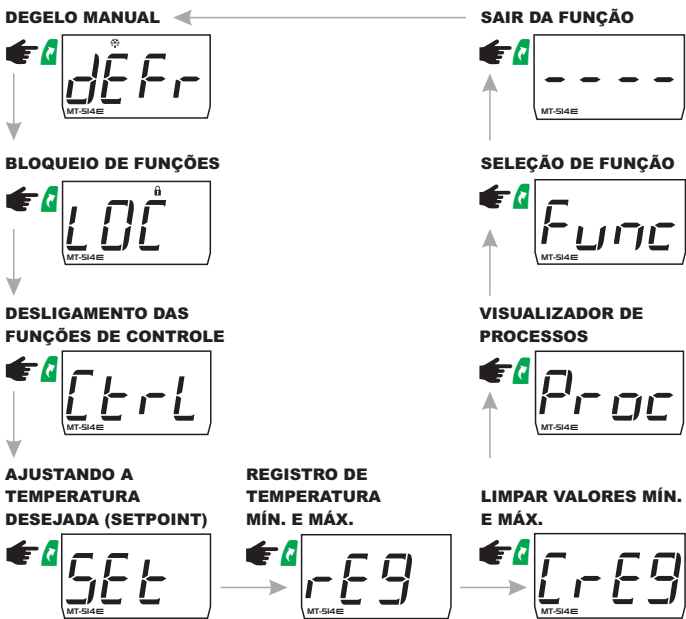 DEGELO MANUAL
dEFr
MT-514E
BLOQUEIO DE FUNÇÕES
LOC
MT-514E
DESLIGAMENTO DAS
FUNÇÕES DE CONTROLE
CtrL
MT-514E
AJUSTANDO A
TEMPERATURA
DESEJADA (SETPOINT)
SEt
MT-514E
REGISTRO DE
TEMPERATURA
MÍN. E MÁX.
rEg
MT-514E
LIMPAR VALORES MÍN.
E MÁX.
CrEg
MT-514E
VISUALIZADOR DE
PROCESSOS
Proc
MT-514E
SELEÇÃO DE FUNÇÃO
Func
MT-514E
SAIR DA FUNÇÃO
- - - -
MT-514E